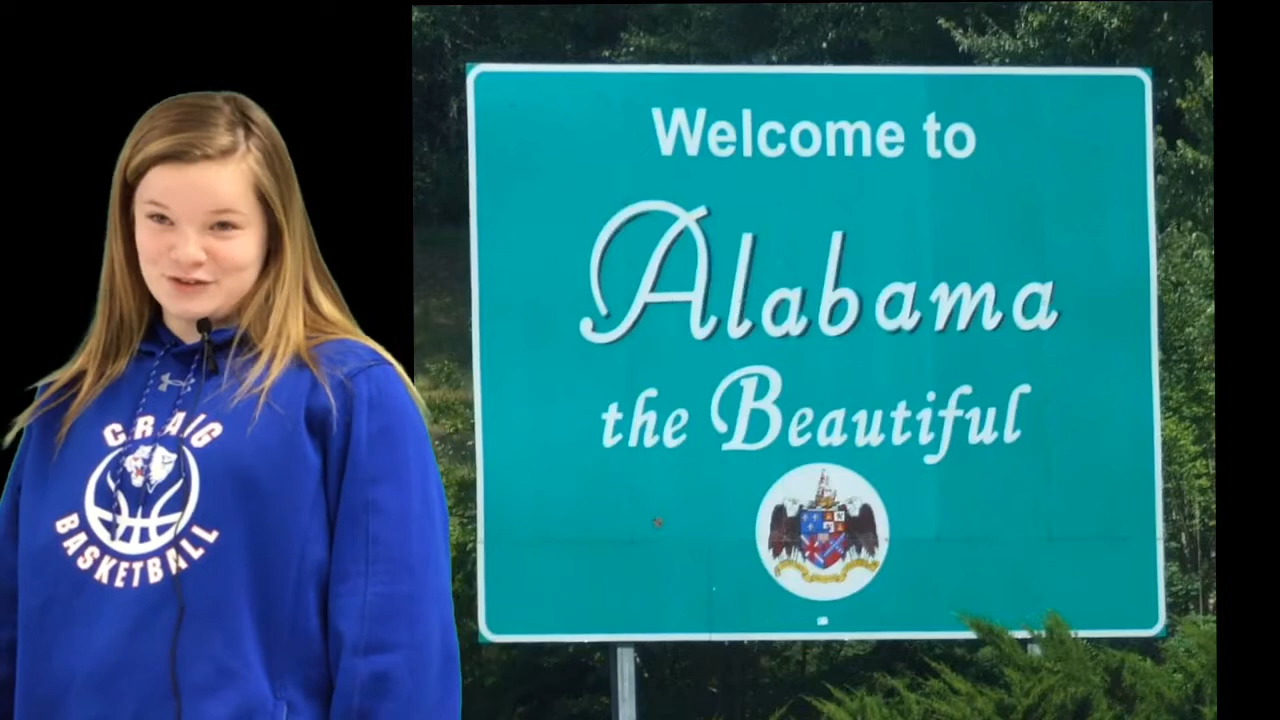 CRAIG
BASKETBALL
Welcome to
Alabama
the Beautiful